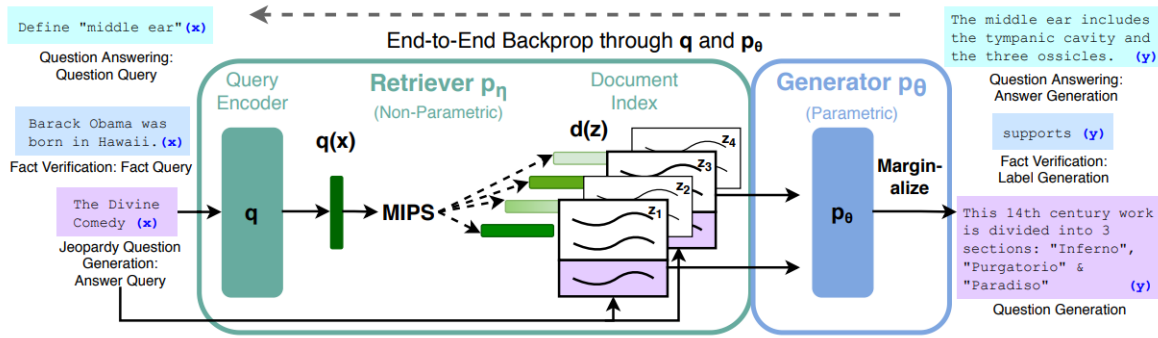 Define "middle ear"(x)
Question Answering:
Question Query
Barack Obama was
born in Hawaii.(x)
Fact Verification: Fact Query
The Divine
Comedy (x)
Jeopardy Question
Generation:
Answer Query
End-to-End Backprop through q and pθ
Query
Encoder
Retriever pη
(Non-Parametric)
Document
Index
q(x)
d(z)
q
MIPS
z4
z3
z2
z1
Generator pθ
(Parametric)
pθ
Margin-
alize
The middle ear includes
the tympanic cavity and
the three ossicles. (y)
Question Answering:
Answer Generation
supports (y)
Fact Verification:
Label Generation
This 14th century work
is divided into 3
sections: "Inferno",
"Purgatorio" &
"Paradiso" (y)
Question Generation